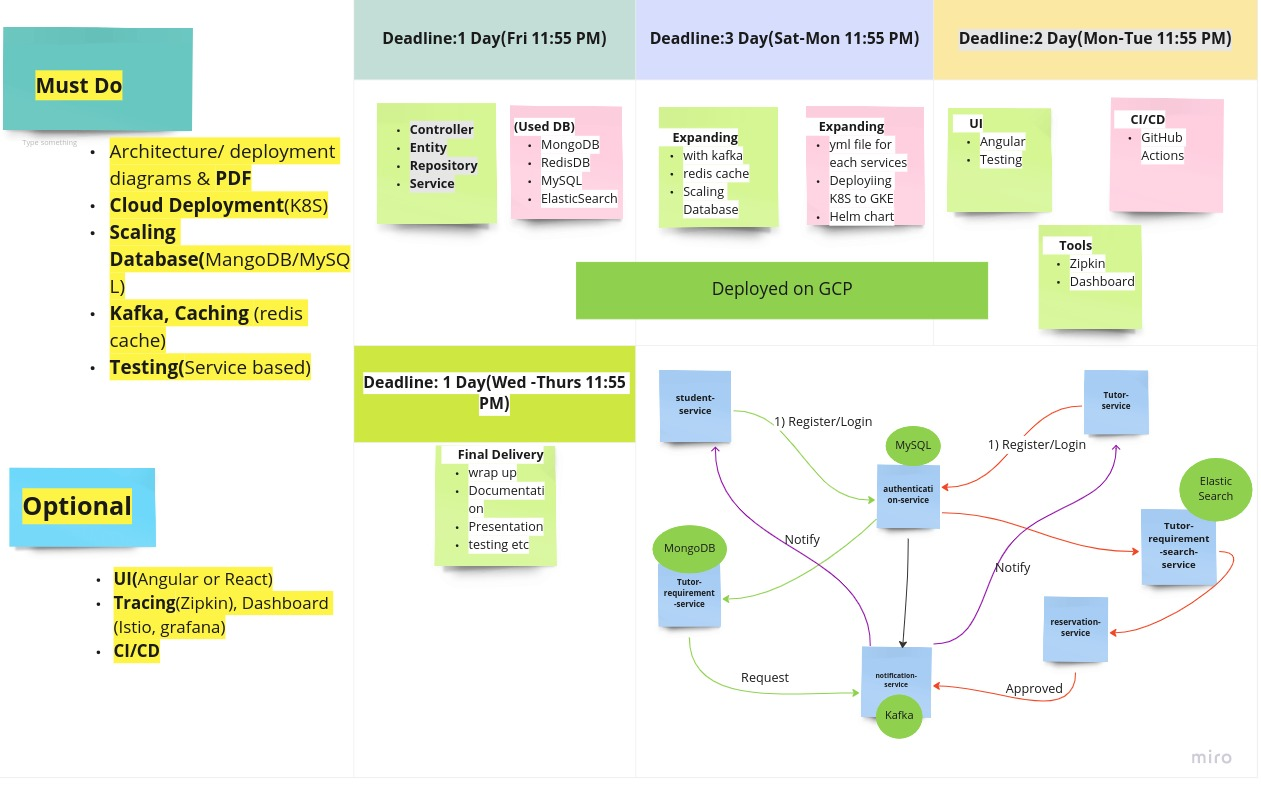 Must Do
Type something
Architecture/ deployment
diagrams & PDF
Cloud Deployment(K8S)
Scaling
Database(MangoDB/MySQ
L)
Kafka, Caching (redis
cache)
Testing(Service based)
Optional
UI(Angular or React)
Tracing(Zipkin), Dashboard
(Istio, grafana)
CI/CD
Deadline:1 Day(Fri 11:55 PM)
Controller
Entity
Repository
Service
(Used DB)
MongoDB
RedisDB
MySQL
ElasticSearch
Deadline:3 Day(Sat-Mon 11:55 PM)
Expanding
with kafka
redis cache
Scaling
Database
Expanding
yml file for
each services
Deployiing
K8S to GKE
Helm chart
Deadline:2 Day(Mon-Tue 11:55 PM)
UI
Angular
Testing
CI/CD
GitHub
Actions
Tools
Zipkin
Dashboard
Deployed on GCP
Deadline: 1 Day(Wed -Thurs 11:55
PM)
Final Delivery
wrap up
Documentati
on
Presentation
testing etc
student-
service
1) Register/Login
MySQL
authenticati
on-service
1) Register/Login
Tutor-
service
Elastic
Search
Tutor-
requirement
-search-
service
MongoDB
Tutor-
requirement
-service
Notify
Notify
reservation-
service
Request
notification-
service
Kafka
Approved
miro